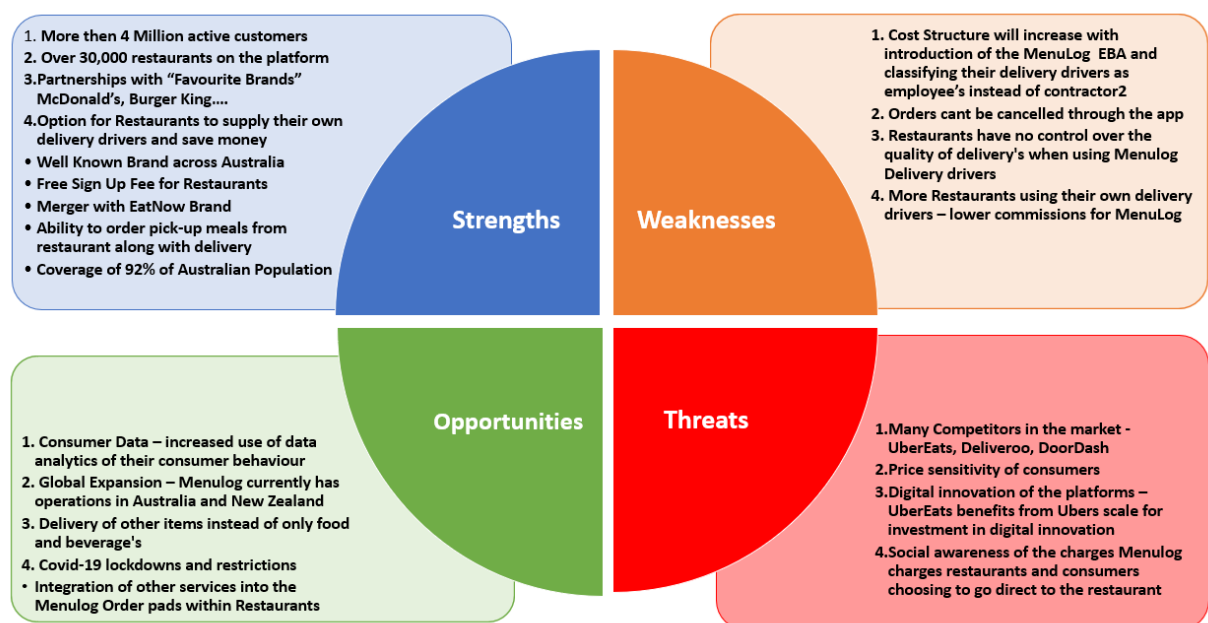 1. More then 4 Million active customers
2. Over 30,000 restaurants on the platform
3.Partnerships with “Favourite Brands”
McDonald’s, Burger King....
4.Option for Restaurants to supply their own
delivery drivers and save money
• Well Known Brand across Australia
• Free Sign Up Fee for Restaurants
• Merger with EatNow Brand
• Ability to order pick-up meals from
restaurant along with delivery
• Coverage of 92% of Australian Population
Strengths
Weaknesses
1. Cost Structure will increase with
introduction of the MenuLog EBA and
classifying their delivery drivers as
employee’s instead of contractor2
2. Orders cant be cancelled through the app
3. Restaurants have no control over the
quality of delivery's when using Menulog
Delivery drivers
4. More Restaurants using their own delivery
drivers – lower commissions for MenuLog
1. Consumer Data – increased use of data
analytics of their consumer behaviour
2. Global Expansion – Menulog currently has
operations in Australia and New Zealand
3. Delivery of other items instead of only food
and beverage's
4. Covid-19 lockdowns and restrictions
• Integration of other services into the
Menulog Order pads within Restaurants
Opportunities
Threats
1.Many Competitors in the market -
UberEats, Deliveroo, DoorDash
2.Price sensitivity of consumers
3.Digital innovation of the platforms –
UberEats benefits from Ubers scale for
investment in digital innovation
4.Social awareness of the charges Menulog
charges restaurants and consumers
choosing to go direct to the restaurant